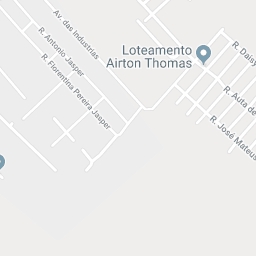 Av. das Industrias
R. Antonio Jasper
R. Florentina Pereira Jasper
Loteamento
Airton Thomas
R. Daisy
R. Auta de
R. José Mateus